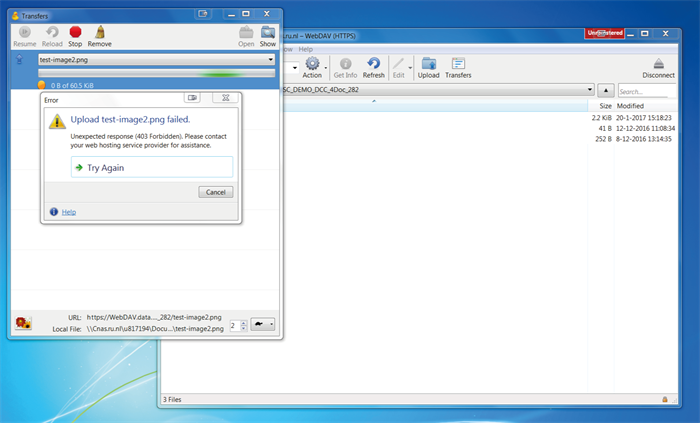 Transfers
Resume Reload Stop Remove Open Show
test-image2.png
0 B of 60.5 KiB
Error
Upload test-image2.png failed.
Unexpected response (403 Forbidden). Please contact
your web hosting service provider for assistance.
Try Again
Cancel
Help
URL: https://WebDAV.data...._282/test-image2.png
Local File: \\Cnas.ru.nl\u817194\Docu...\test-image2.png
2
as.ru.nl – WebDAV (HTTPS)
ow Help
Action Get Info Refresh Edit Upload Transfers Disconnect
SC_DEMO_DCC_4Doc_282
Search...
Size Modified
2.2 KiB 20-1-2017 15:18:23
41 B 12-12-2016 11:08:34
252 B 8-12-2016 13:14:35
3 Files